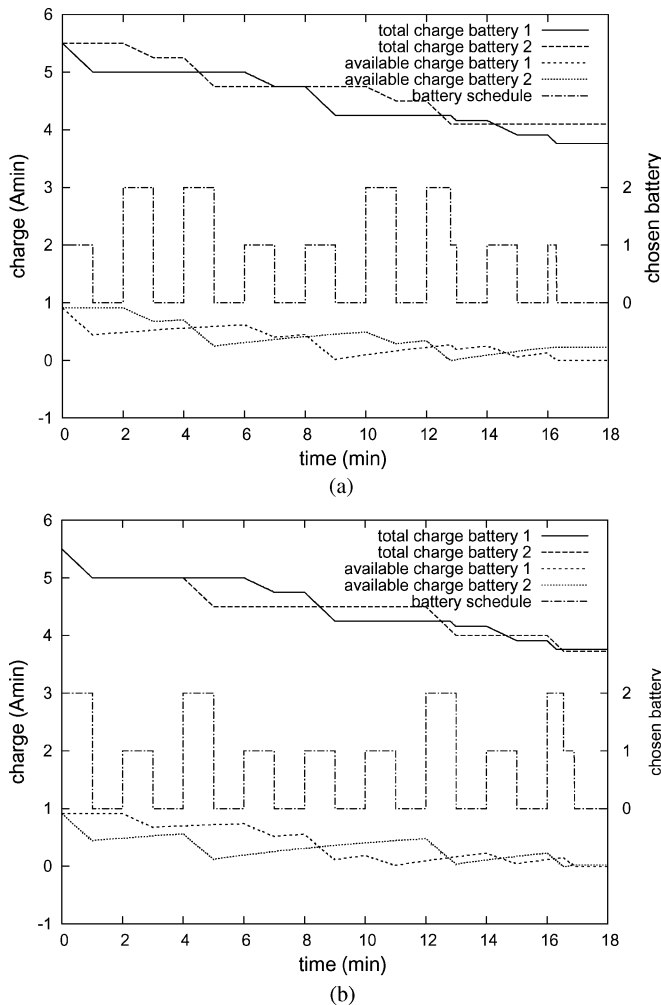 total charge battery 1
total charge battery 2
available charge battery 1
available charge battery 2
battery schedule
6
5
4
3
2
1
0
-1
charge (Amin)
2
1
0
chosen battery
0 2 4 6 8 10 12 14 16 18
time (min)
(a)
total charge battery 1
total charge battery 2
available charge battery 1
available charge battery 2
battery schedule
6
5
4
3
2
1
0
-1
charge (Amin)
2
1
0
chosen battery
0 2 4 6 8 10 12 14 16 18
time (min)
(b)